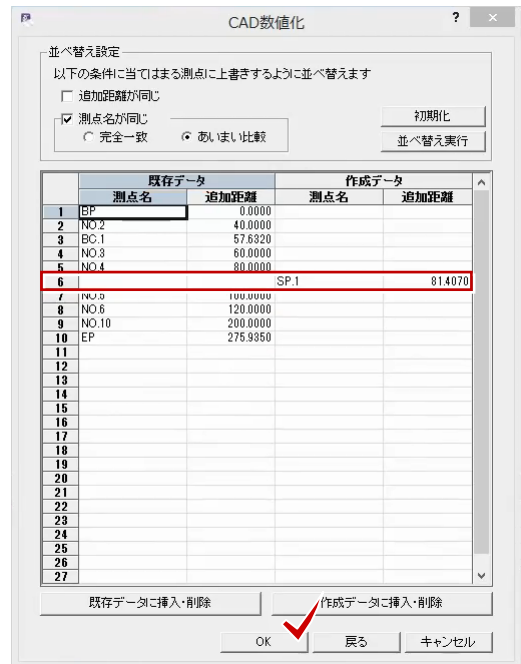 CAD数値化 ?
並べ替え設定
以下の条件に当てはまる測点に上書きするように並べ替えます
追加距離が同じ
測点名が同じ 初期化
完全一致 あいまい比較 並べ替え実行
既存データ 作成データ
測点名 追加距離 測点名 追加距離
1 BP 0.0000
2 NO.2 40.0000
3 BC.1 57.6320
4 NO.3 60.0000
5 NO.4 80.0000
6 SP.1 81.4070
7 NO.5 100.0000
8 NO.6 120.0000
9 NO.10 200.0000
10 EP 275.9350
11
12
13
14
15
16
17
18
19
20
21
22
23
24
25
26
27
既存データに挿入・削除 作成データに挿入・削除
OK 戻る キャンセル